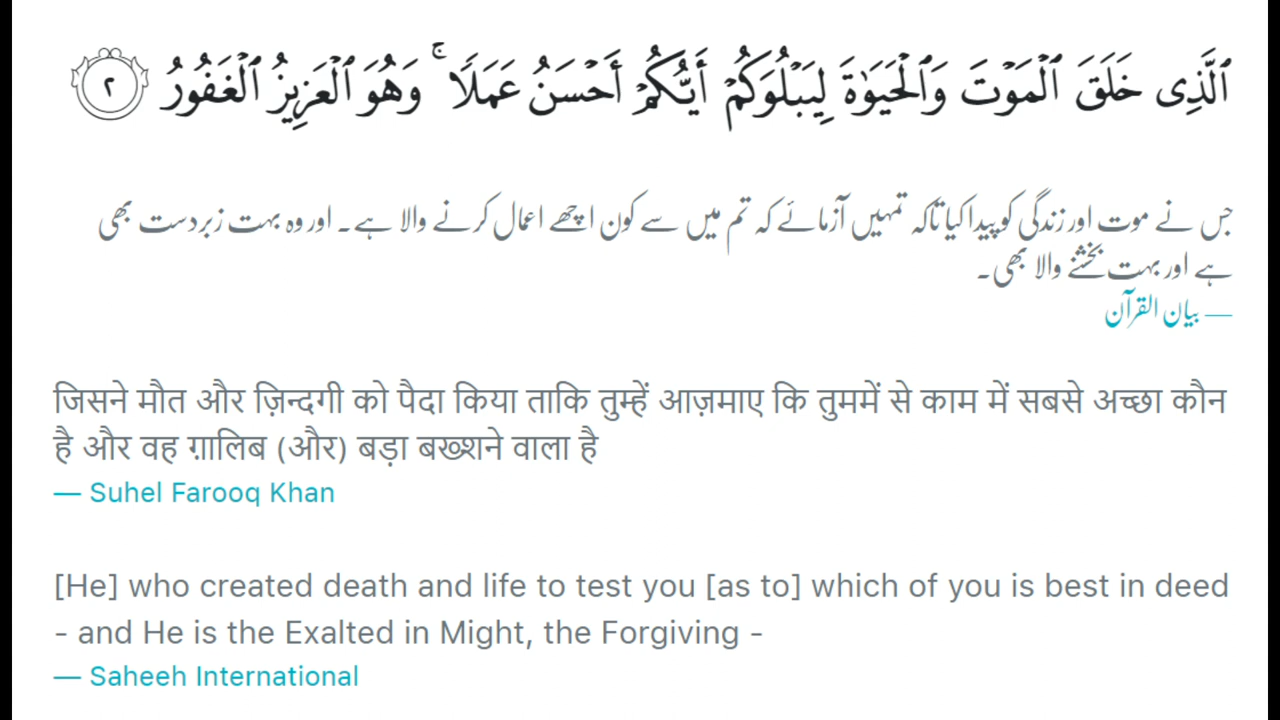 ٱلَّذِى خَلَقَ ٱلْمَوْتَ وَٱلْحَيَوٰةَ لِيَبْلُوَكُمْ أَيُّكُمْ أَحْسَنُ عَمَلًا ۚ وَهُوَ ٱلْعَزِيزُ ٱلْغَفُورُ ٢
جس نے موت اور زندگی کو پیدا کیا تاکہ تمہیں آزمائے کہ تم میں سے کون اچھے اعمال کرنے والا ہے۔ اور وہ بہت زبردست بھی
ہے اور بہت بخشنے والا بھی۔
— بیان القرآن
जिसने मौत और ज़िन्दगी को पैदा किया ताकि तुम्हें आज़माए कि तुममें से काम में सबसे अच्छा कौन
है और वह ग़ालिब (और) बड़ा बख्शने वाला है
— Suhel Farooq Khan
[He] who created death and life to test you [as to] which of you is best in deed
- and He is the Exalted in Might, the Forgiving -
— Saheeh International